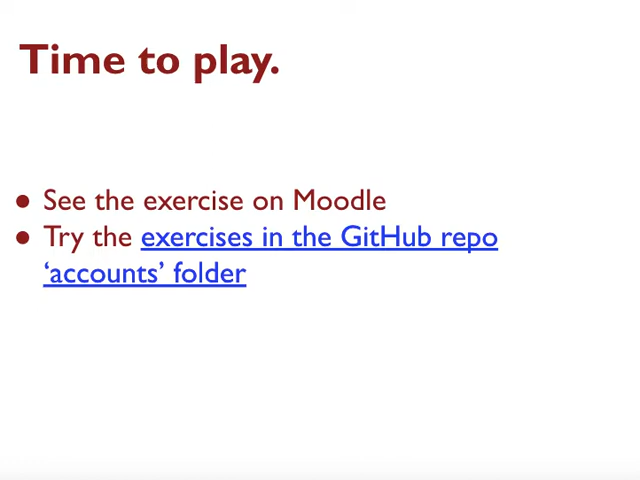 Time to play.
● See the exercise on Moodle
● Try the exercises in the GitHub repo
‘accounts’ folder